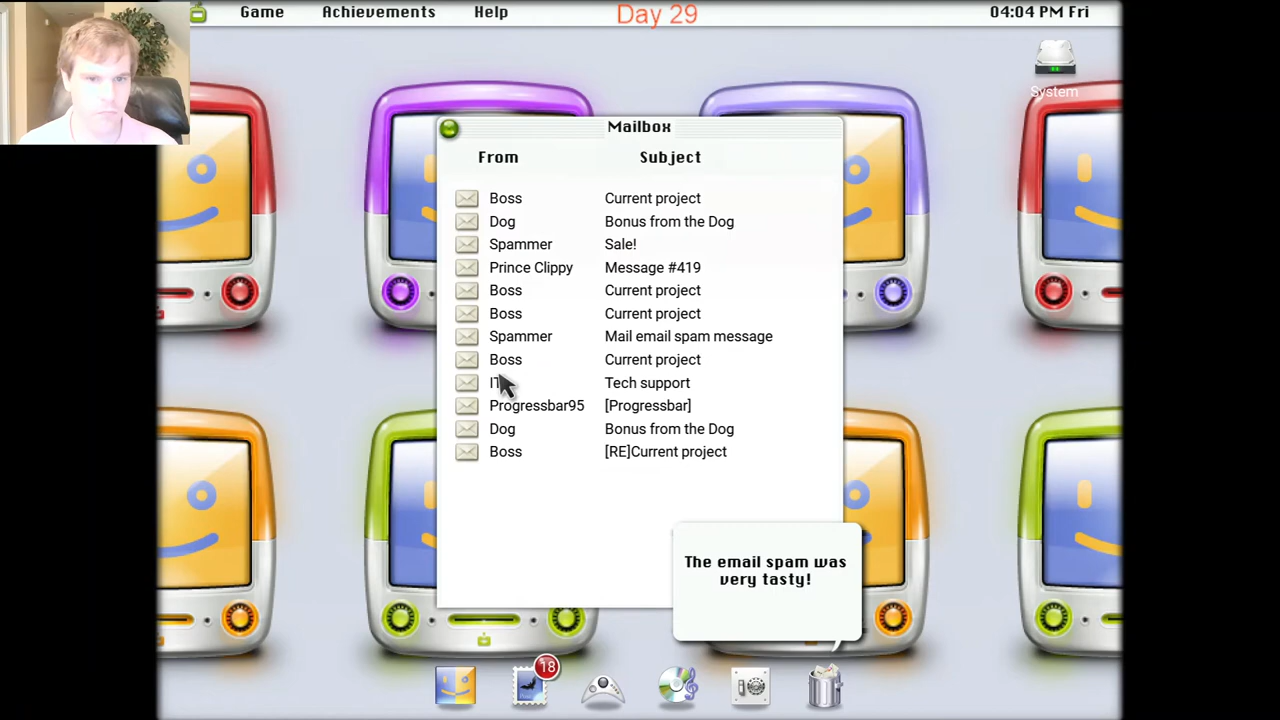 Game Achievements Help Day 29 04:04 PM Fri
System
Mailbox
From Subject
Boss Current project
Dog Bonus from the Dog
Spammer Sale!
Prince Clippy Message #419
Boss Current project
Boss Current project
Spammer Mail email spam message
Boss Current project
IT Tech support
Progressbar95 [Progressbar]
Dog Bonus from the Dog
Boss [RE]Current project
The email spam was
very tasty!
18